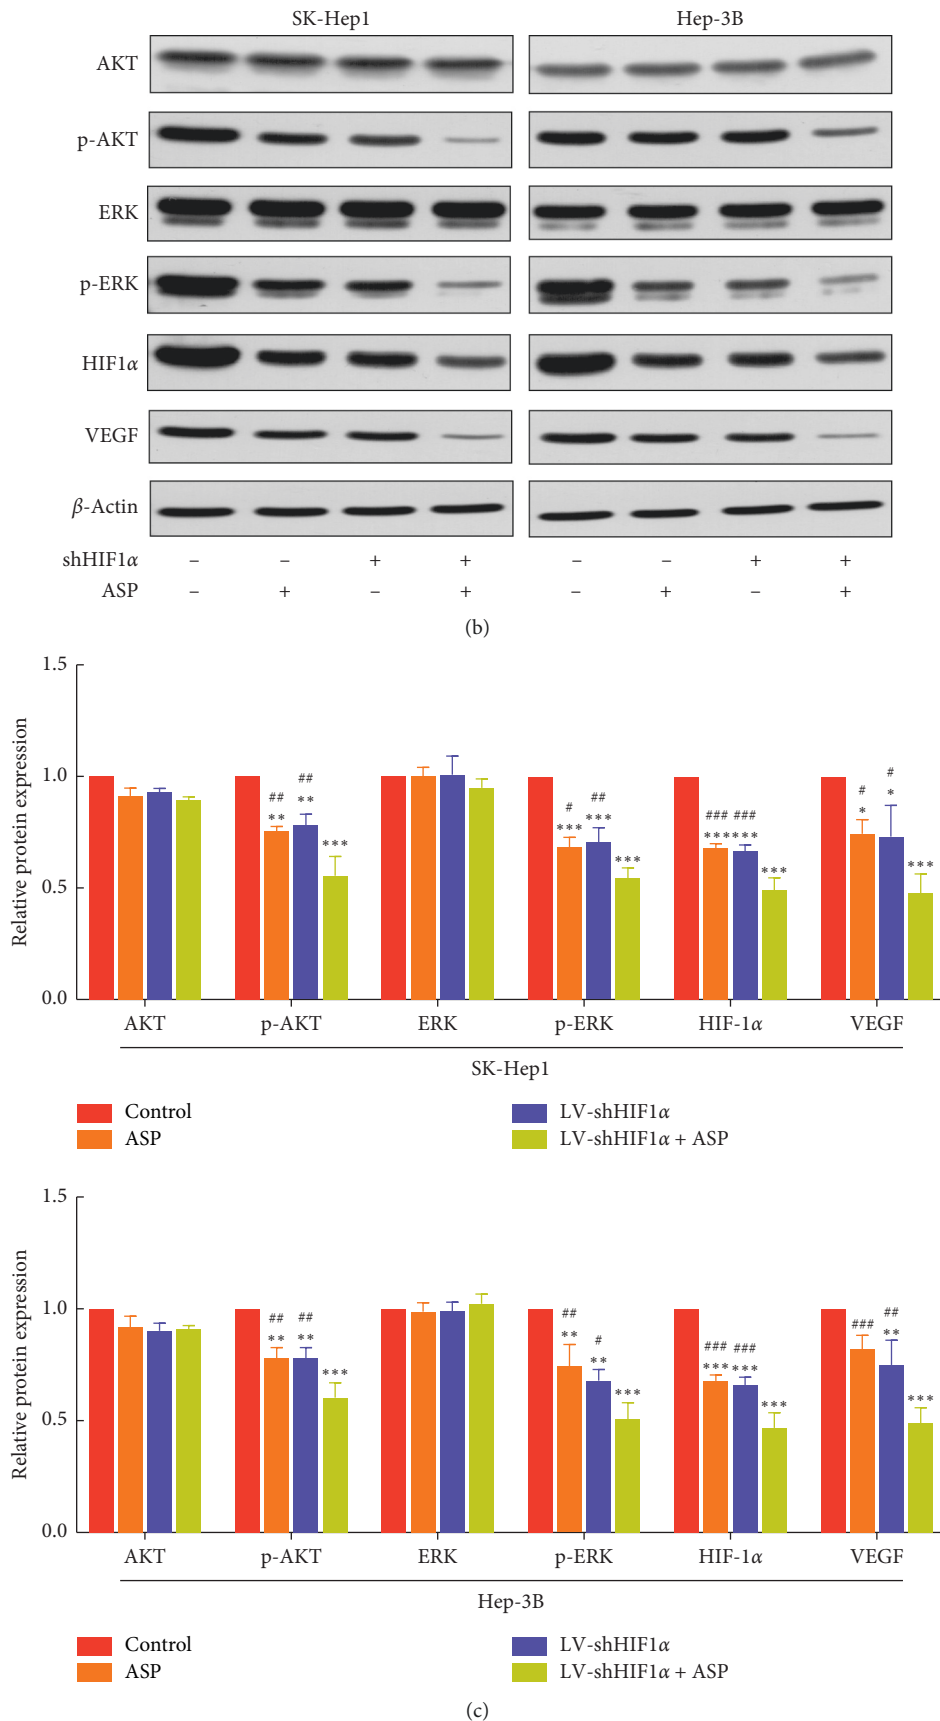 SK-Hep1 Hep-3B
AKT
p-AKT
ERK
p-ERK
HIF1α
VEGF
β-Actin
shHIF1α – – + + – – + +
ASP – + – + – + – +
(b)
1.5
1.0
0.5
0.0
Relative protein expression
## ## # ## ### ### # #
** ** *** *** *** *** *** *** * * ***
*** ***
AKT p-AKT ERK p-ERK HIF-1α VEGF
SK-Hep1
Control LV-shHIF1α
ASP LV-shHIF1α + ASP
1.5
1.0
0.5
0.0
Relative protein expression
## ## ## # ### ### ### ##
** ** *** ** ** *** *** *** *** ** ***
AKT p-AKT ERK p-ERK HIF-1α VEGF
Hep-3B
Control LV-shHIF1α
ASP LV-shHIF1α + ASP
(c)